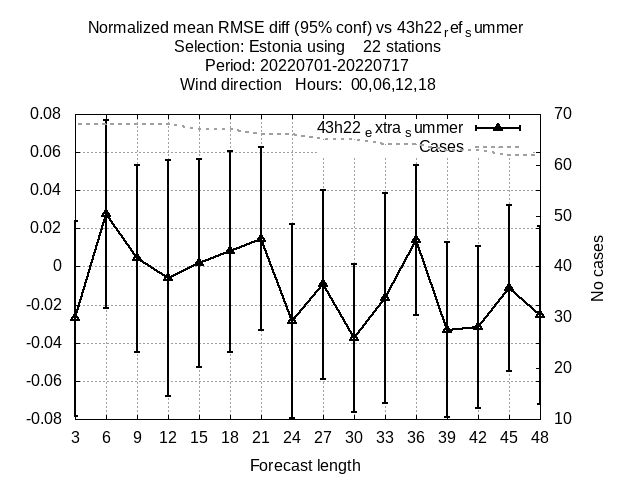 Normalized mean RMSE diff (95% conf) vs 43h22refsummer
Selection: Estonia using 22 stations
Period: 20220701-20220717
Wind direction Hours: 00,06,12,18
43h22extrasummer
Cases
0.08
0.06
0.04
0.02
0
-0.02
-0.04
-0.06
-0.08
70
60
50
40
30
20
10
No cases
3 6 9 12 15 18 21 24 27 30 33 36 39 42 45 48
Forecast length